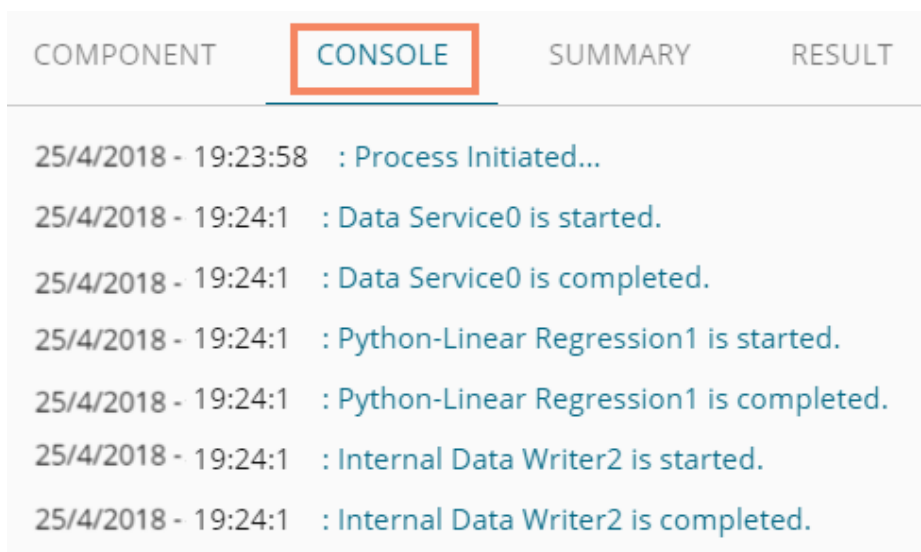 COMPONENT CONSOLE SUMMARY RESULT
25/4/2018 - 19:23:58 : Process Initiated...
25/4/2018 - 19:24:1 : Data Service0 is started.
25/4/2018 - 19:24:1 : Data Service0 is completed.
25/4/2018 - 19:24:1 : Python-Linear Regression1 is started.
25/4/2018 - 19:24:1 : Python-Linear Regression1 is completed.
25/4/2018 - 19:24:1 : Internal Data Writer2 is started.
25/4/2018 - 19:24:1 : Internal Data Writer2 is completed.